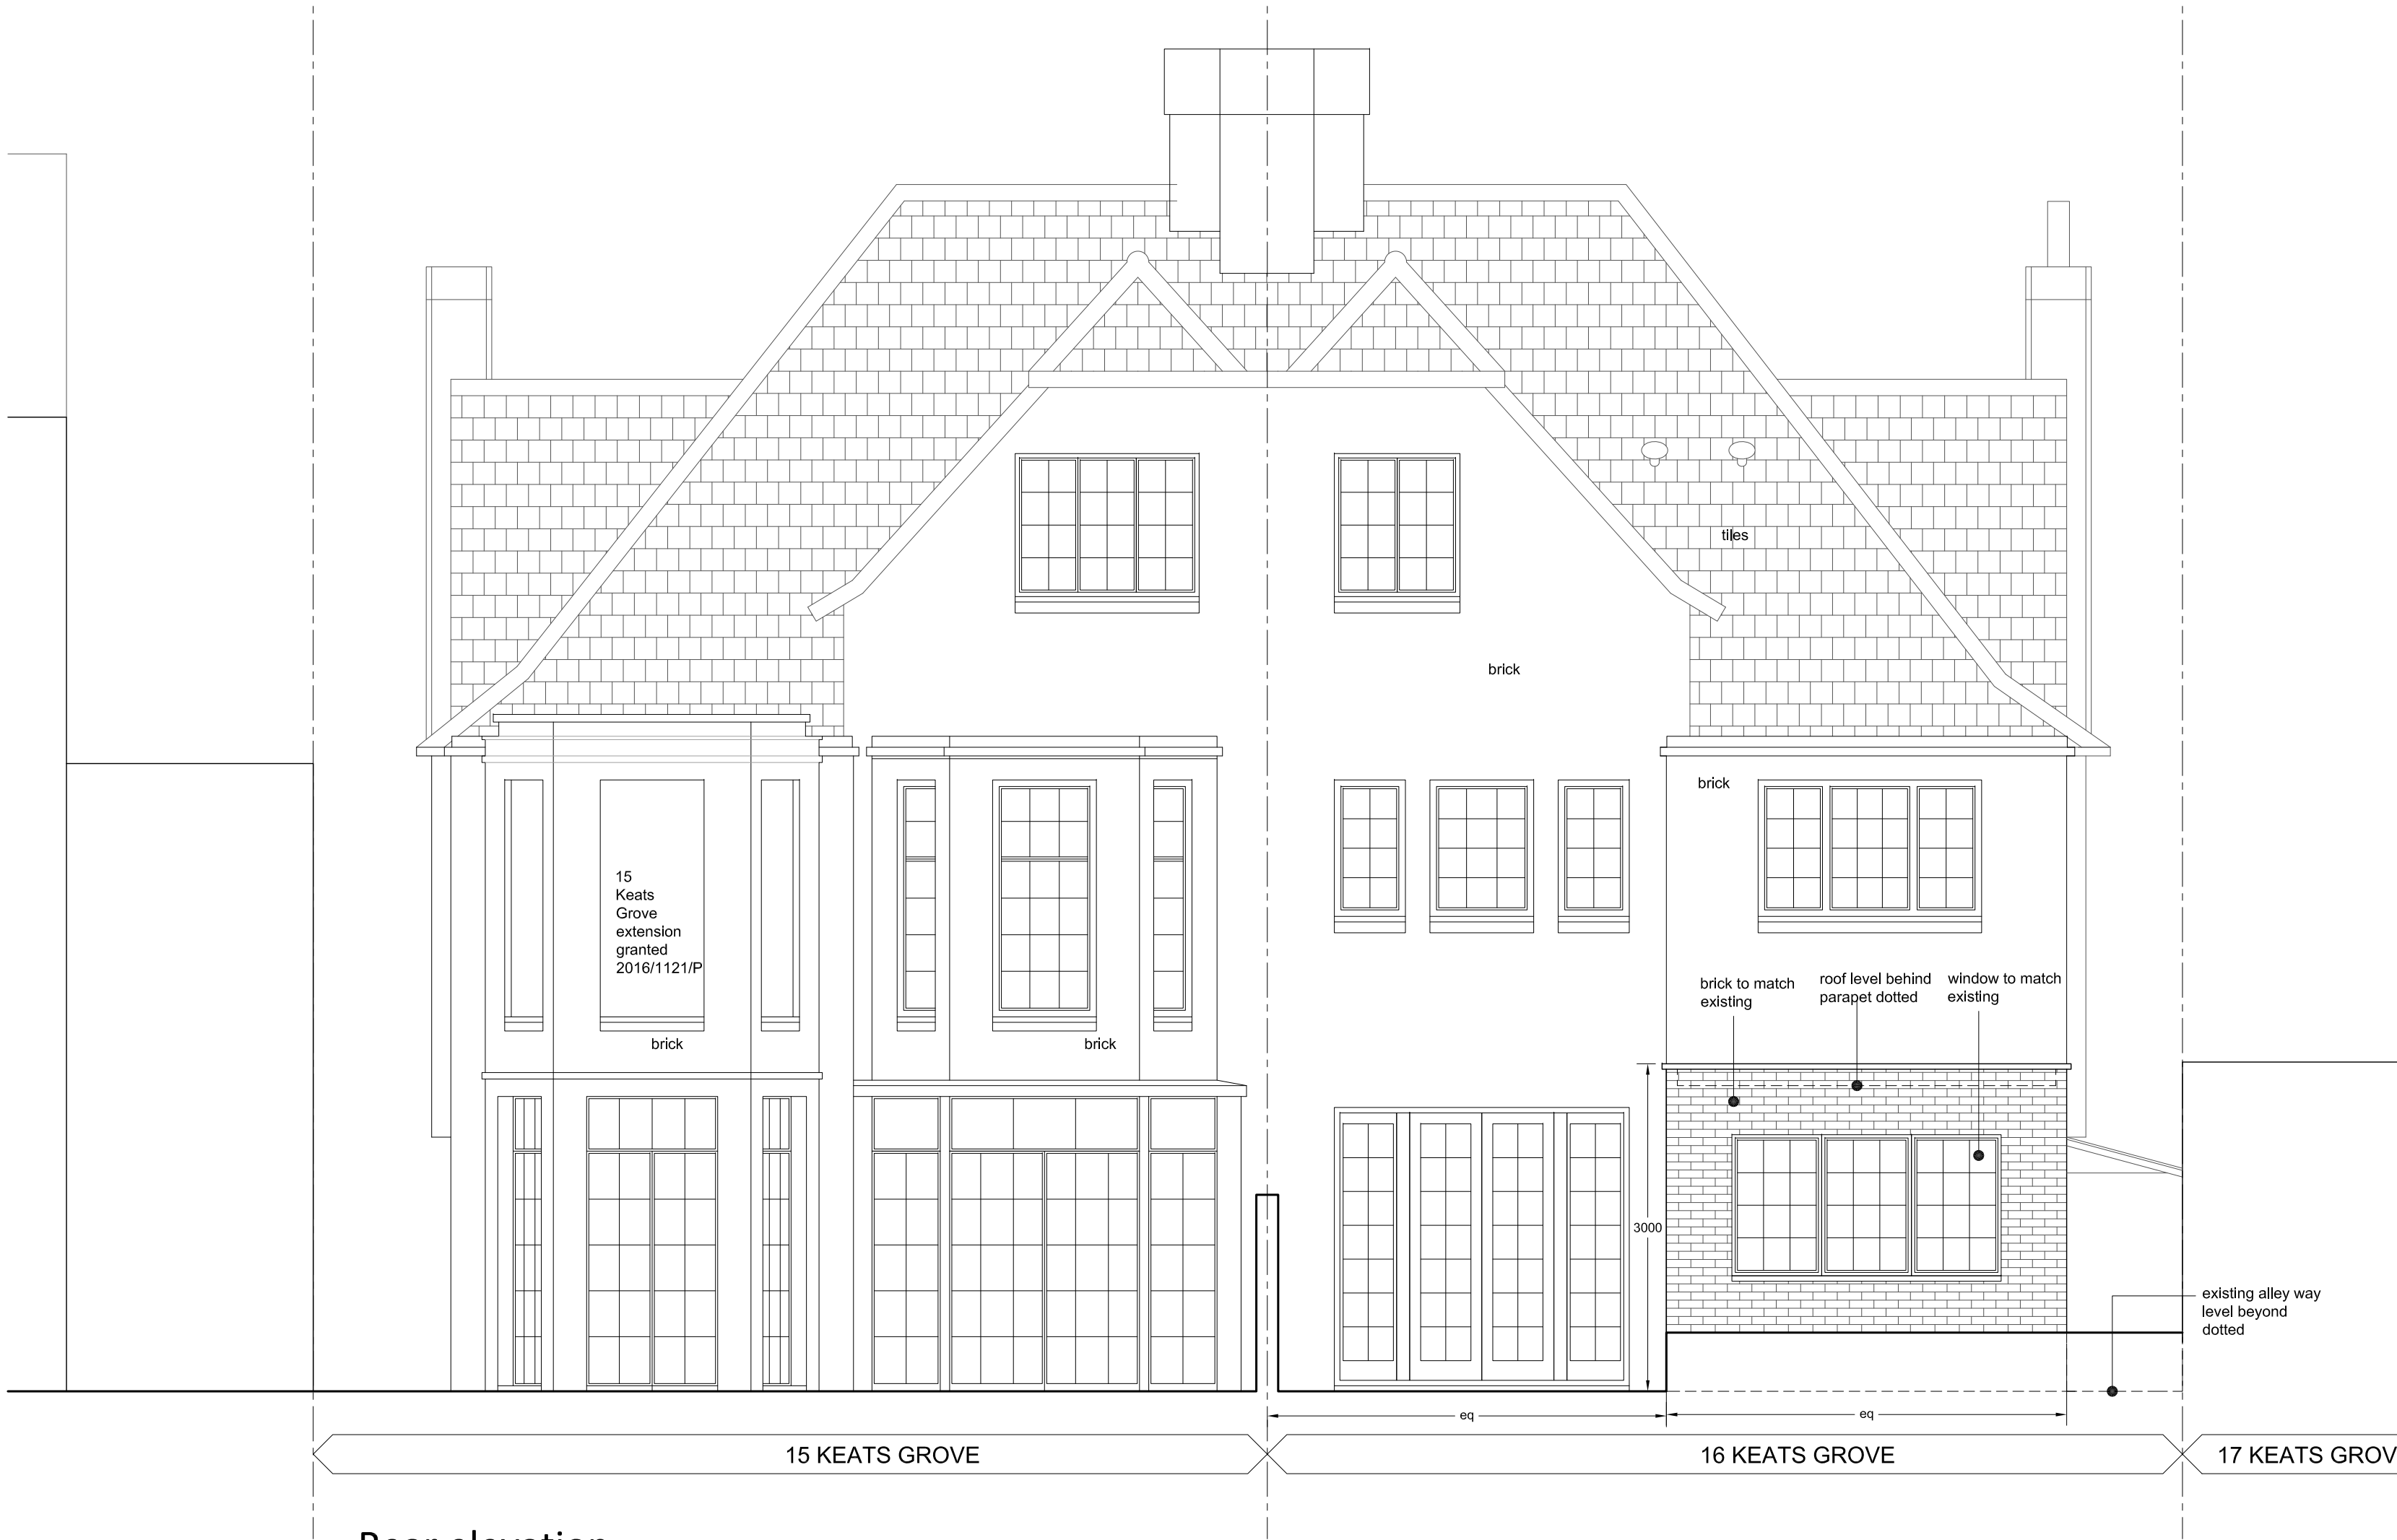 tiles
brick
brick
15
Keats
Grove
extension
granted
2016/1121/P
brick
brick
brick to match
existing
roof level behind
parapet dotted
window to match
existing
3000
existing alley way
level beyond
dotted
eq
eq
15 KEATS GROVE
16 KEATS GROVE
17 KEATS GROV
Rear elevation